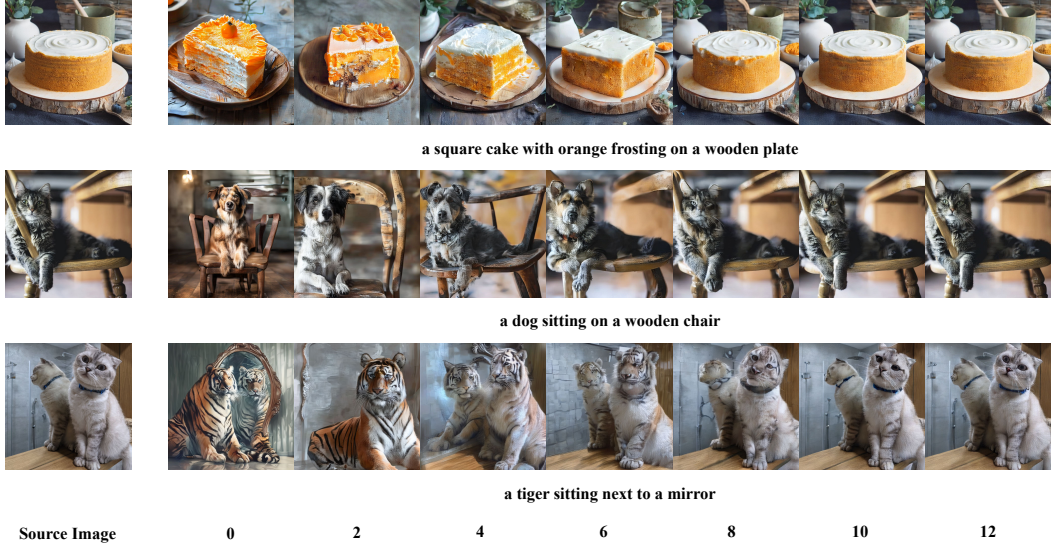 a square cake with orange frosting on a wooden plate
a dog sitting on a wooden chair
a tiger sitting next to a mirror
Source Image 0 2 4 6 8 10 12